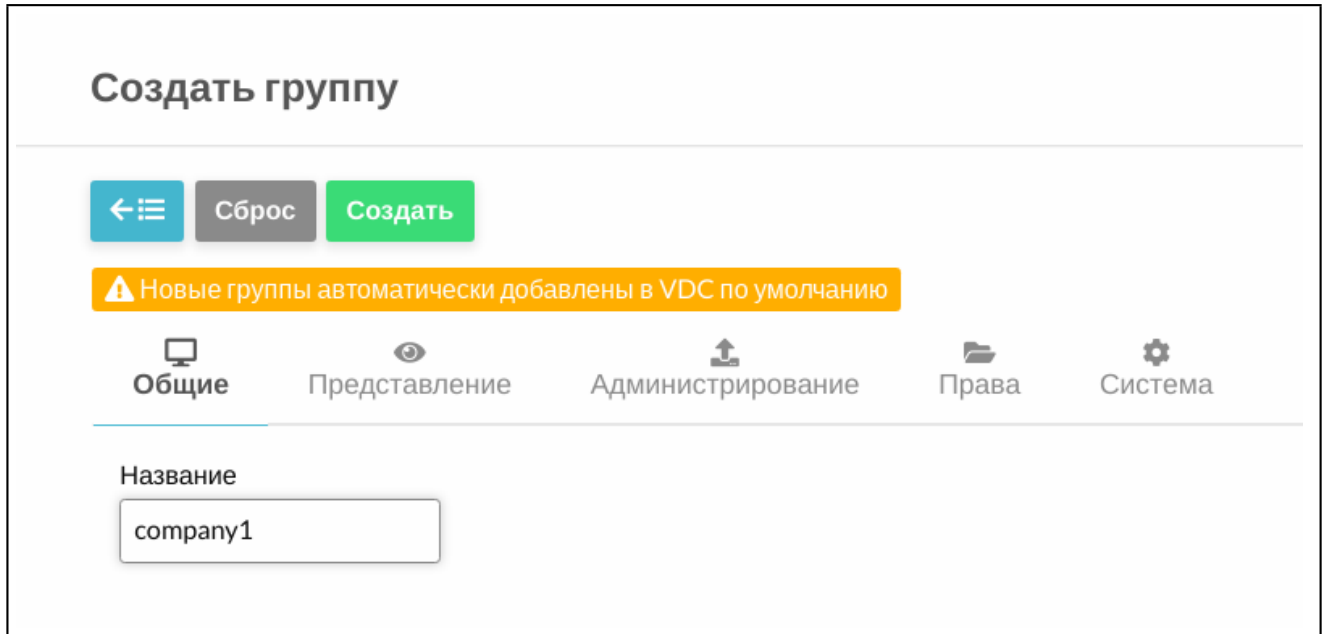 Создать группу
Сброс Создать
Новые группы автоматически добавлены в VDC по умолчанию
Общие Представление Администрирование Права Система
Название
company1